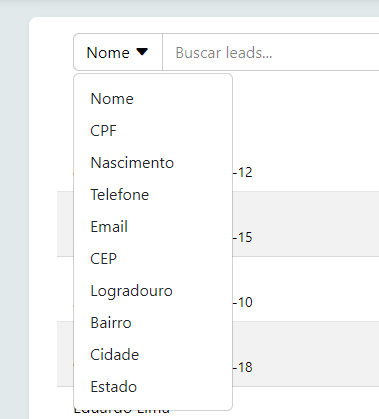 Nome
Buscar leads...
Nome
CPF
Nascimento
-12
Telefone
Email
-15
CEP
Logradouro
-10
Bairro
Cidade
-18
Estado
Eduardo Lima